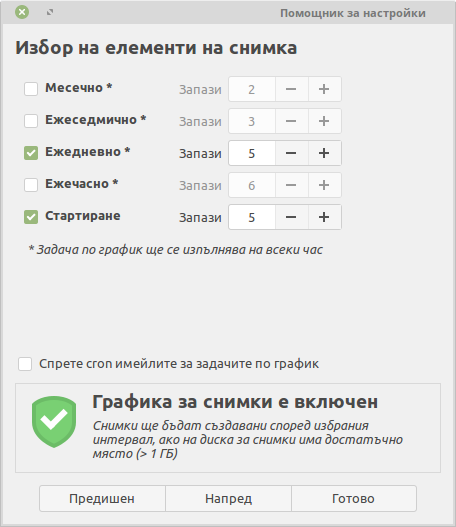 Помощник за настройки
Избор на елементи на снимка
Месечно * Запази 2 − +
Ежеседмично * Запази 3 − +
Ежедневно * Запази 5 − +
Ежечасно * Запази 6 − +
Стартиране Запази 5 − +
* Задача по график ще се изпълнява на всеки час
Спрете cron имейлите за задачите по график
Графика за снимки е включен
Снимки ще бъдат създавани според избрания
интервал, ако на диска за снимки има достатъчно
място (> 1 ГБ)
Предишен Напред Готово